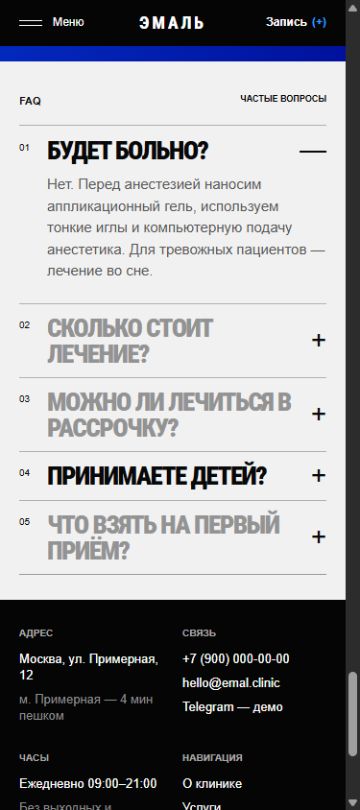 Меню
ЭМАЛЬ
Запись (+)
FAQ
ЧАСТЫЕ ВОПРОСЫ
01
БУДЕТ БОЛЬНО?
Нет. Перед анестезией наносим
аппликационный гель, используем
тонкие иглы и компьютерную подачу
анестетика. Для тревожных пациентов —
лечение во сне.
02
СКОЛЬКО СТОИТ
ЛЕЧЕНИЕ?
+
03
МОЖНО ЛИ ЛЕЧИТЬСЯ В
РАССРОЧКУ?
+
04
ПРИНИМАЕТЕ ДЕТЕЙ?
+
05
ЧТО ВЗЯТЬ НА ПЕРВЫЙ
ПРИЁМ?
+
АДРЕС
Москва, ул. Примерная,
12
м. Примерная — 4 мин
пешком
СВЯЗЬ
+7 (900) 000-00-00
hello@emal.clinic
Telegram — демо
ЧАСЫ
Ежедневно 09:00–21:00
Без выходных и
НАВИГАЦИЯ
О клинике
Услуги